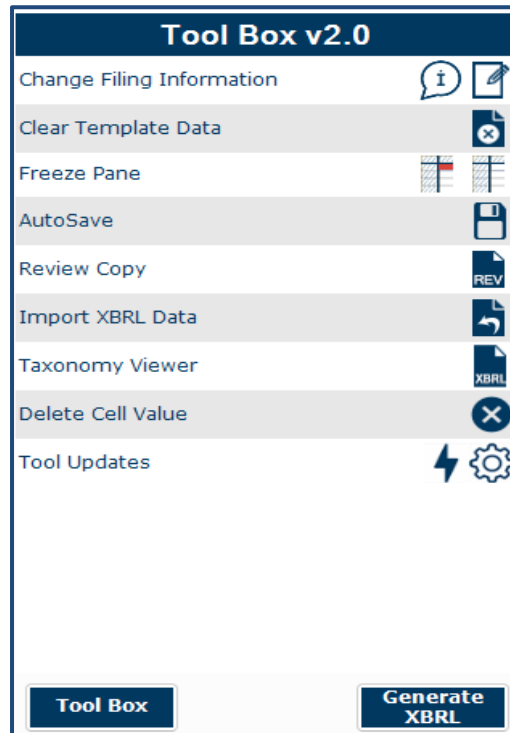 Tool Box v2.0
Change Filing Information i
Clear Template Data
Freeze Pane
AutoSave
Review Copy REV
Import XBRL Data
Taxonomy Viewer XBRL
Delete Cell Value
Tool Updates
Tool Box
Generate
XBRL